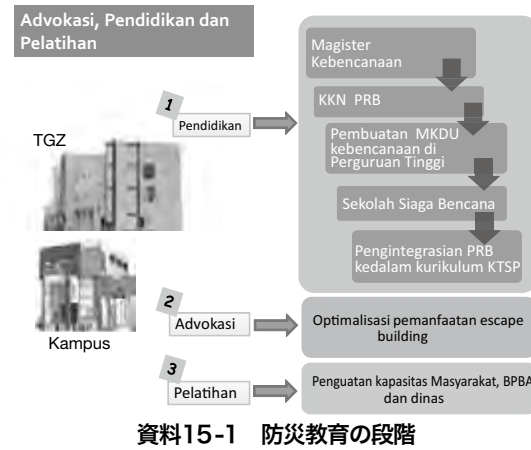 Advokasi, Pendidikan dan
Pelatihan
TGZ
Kampus
1
Pendidikan
Magister
Kebencanaan
KKN PRB
Pembuatan MKDU
kebencanaan di
Perguruan Tinggi
Sekolah Siaga Bencana
Pengintegrasian PRB
kedalam kurikulum KTSP
2
Advokasi
Optimalisasi pemanfaatan escape
building
3
Pelatihan
Penguatan kapasitas Masyarakat, BPBA
dan dinas
資料15-1 防災教育の段階